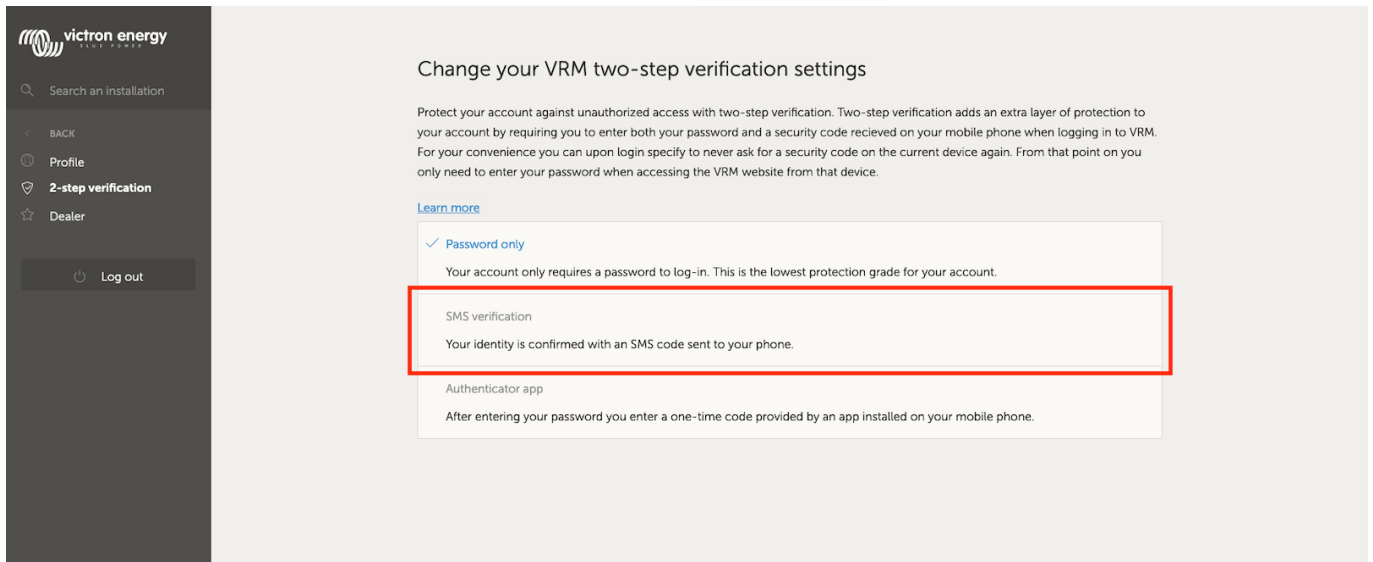 victron energy
BLUE POWER
Search an installation
BACK
Profile
2-step verification
Dealer
Log out
Change your VRM two-step verification settings
Protect your account against unauthorized access with two-step verification. Two-step verification adds an extra layer of protection to
your account by requiring you to enter both your password and a security code recieved on your mobile phone when logging in to VRM.
For your convenience you can upon login specify to never ask for a security code on the current device again. From that point on you
only need to enter your password when accessing the VRM website from that device.
Learn more
Password only
Your account only requires a password to log-in. This is the lowest protection grade for your account.
SMS verification
Your identity is confirmed with an SMS code sent to your phone.
Authenticator app
After entering your password you enter a one-time code provided by an app installed on your mobile phone.